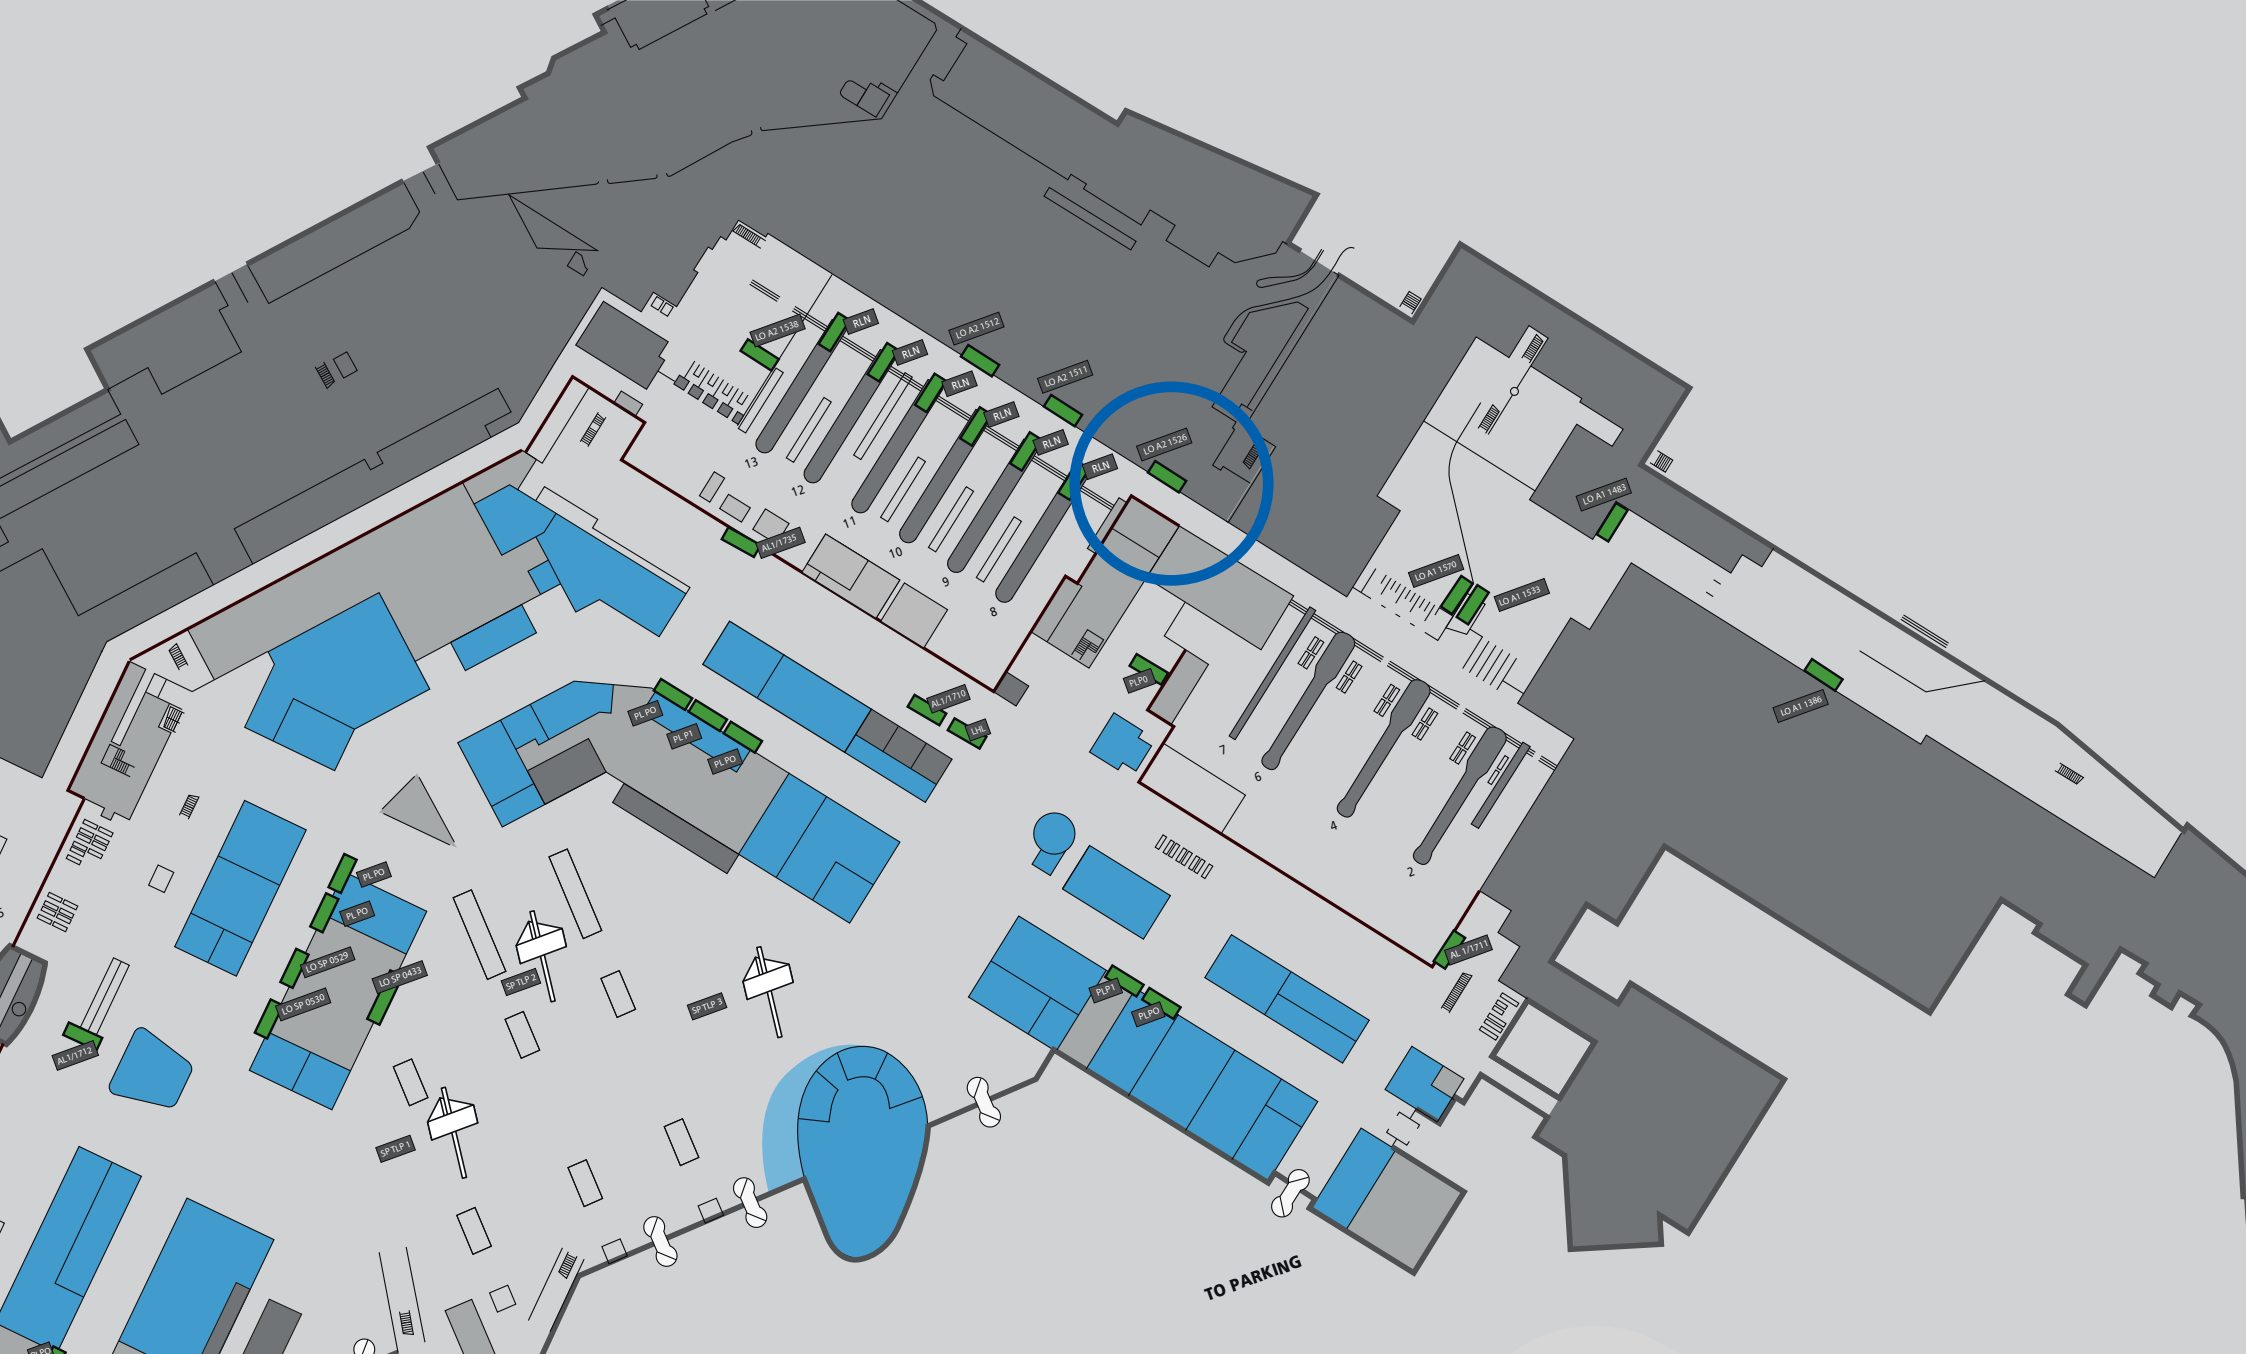 LO A2 1538
RLN
LO A2 1512
RLN
LO A2 1511
RLN
RLN
RLN
LO A2 1526
RLN
13
12
11
10
9
8
AL1/1735
LO A1 1483
LO A1 1570
LO A1 1533
LO A1 1386
PLP0
AL1/1710
LHL
PL PO
PL P1
PL PO
7
6
4
2
PL PO
PL PO
LO SP 0529
LO SP 0433
LO SP 0530
AL1/1712
SP TLP 2
SP TLP 3
SP TLP 1
PLP1
PLPO
AL 1/1711
TO PARKING
PLPO